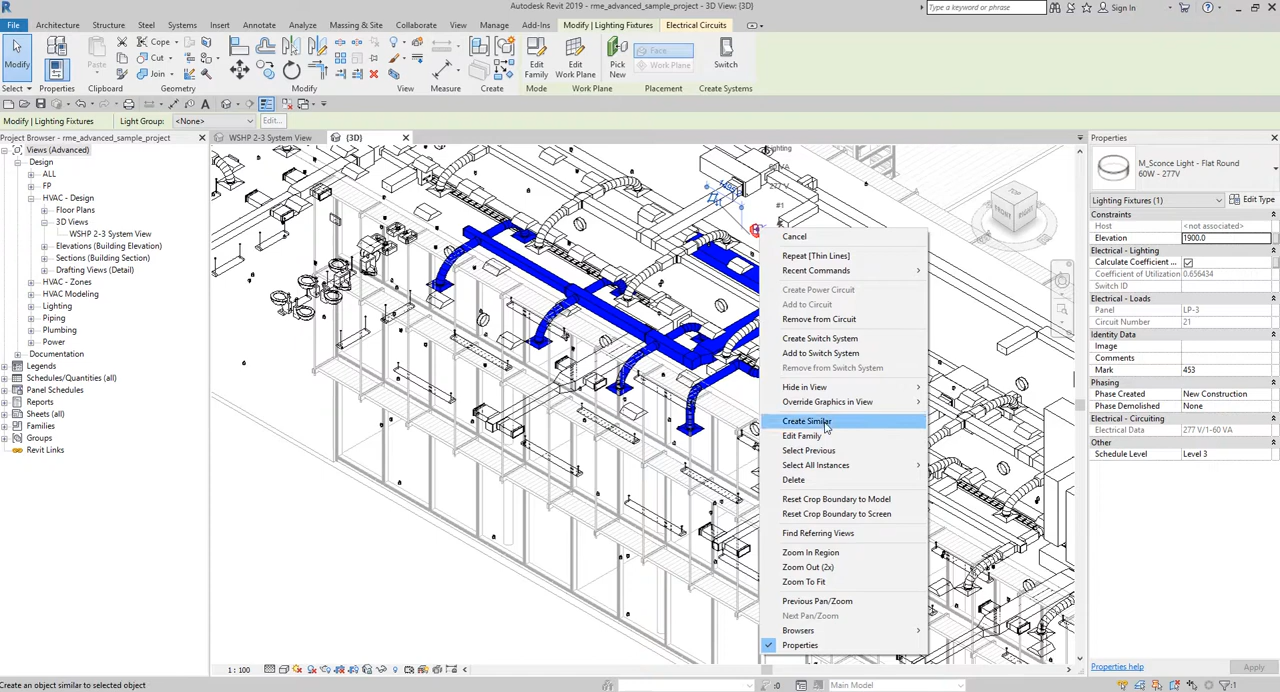 Autodesk Revit 2019 - rme_advanced_sample_project - 3D View: {3D}
Type a keyword or phrase
Sign In
File
Architecture
Structure
Steel
Systems
Insert
Annotate
Analyze
Massing & Site
Collaborate
View
Manage
Add-Ins
Modify | Lighting Fixtures
Electrical Circuits
Modify
Paste
Cope
Cut
Join
Edit
Family
Edit
Work Plane
Pick
New
Face
Work Plane
Switch
Select
Properties
Geometry
Modify
View
Measure
Create
Mode
Work Plane
Placement
Create Systems
Modify | Lighting Fixtures
Light Group:
<None>
Edit...
Project Browser - rme_advanced_sample_project
Views (Advanced)
Design
ALL
FP
HVAC - Design
Floor Plans
3D Views
WSHP 2-3 System View
Elevations (Building Elevation)
Sections (Building Section)
Drafting Views (Detail)
HVAC - Zones
HVAC Modeling
Lighting
Piping
Plumbing
Power
Documentation
Legends
Schedules/Quantities (all)
Panel Schedules
Reports
Sheets (all)
Families
Groups
Revit Links
WSHP 2-3 System View
{3D}
277 V
#1
TOP
FRONT
RIGHT
Cancel
Repeat [Thin Lines]
Recent Commands
Create Power Circuit
Add to Circuit
Remove from Circuit
Create Switch System
Add to Switch System
Remove from Switch System
Hide in View
Override Graphics in View
Create Similar
Edit Family
Select Previous
Select All Instances
Delete
Reset Crop Boundary to Model
Reset Crop Boundary to Screen
Find Referring Views
Zoom In Region
Zoom Out (2x)
Zoom To Fit
Previous Pan/Zoom
Next Pan/Zoom
Browsers
Properties
Properties
M_Sconce Light - Flat Round
60W - 277V
Lighting Fixtures (1)
Edit Type
Constraints
Host <not associated>
Elevation 1900.0
Electrical - Lighting
Calculate Coefficient ...
Coefficient of Utilization 0.656434
Switch ID
Electrical - Loads
Panel LP-3
Circuit Number 21
Identity Data
Image
Comments
Mark 453
Phasing
Phase Created New Construction
Phase Demolished None
Electrical - Circuiting
Electrical Data 277 V/1-60 VA
Other
Schedule Level Level 3
Properties help
Apply
1 : 100
Create an object similar to selected object
:0
Main Model
:1